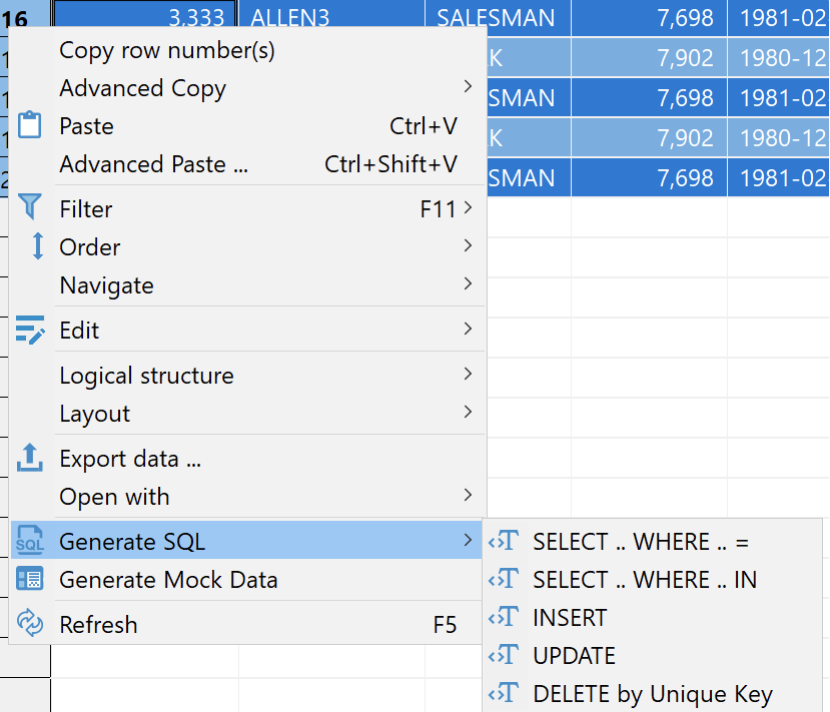 16 3,333 ALLEN3 SALESMAN 7,698 1981-02
1 K 7,902 1980-12
1 SMAN 7,698 1981-02
1 K 7,902 1980-12
2 SMAN 7,698 1981-02
Copy row number(s)
Advanced Copy
Paste Ctrl+V
Advanced Paste ... Ctrl+Shift+V
Filter F11
Order
Navigate
Edit
Logical structure
Layout
Export data ...
Open with
SQL Generate SQL
Generate Mock Data
Refresh F5
<>T SELECT .. WHERE .. =
<>T SELECT .. WHERE .. IN
<>T INSERT
<>T UPDATE
<>T DELETE by Unique Key